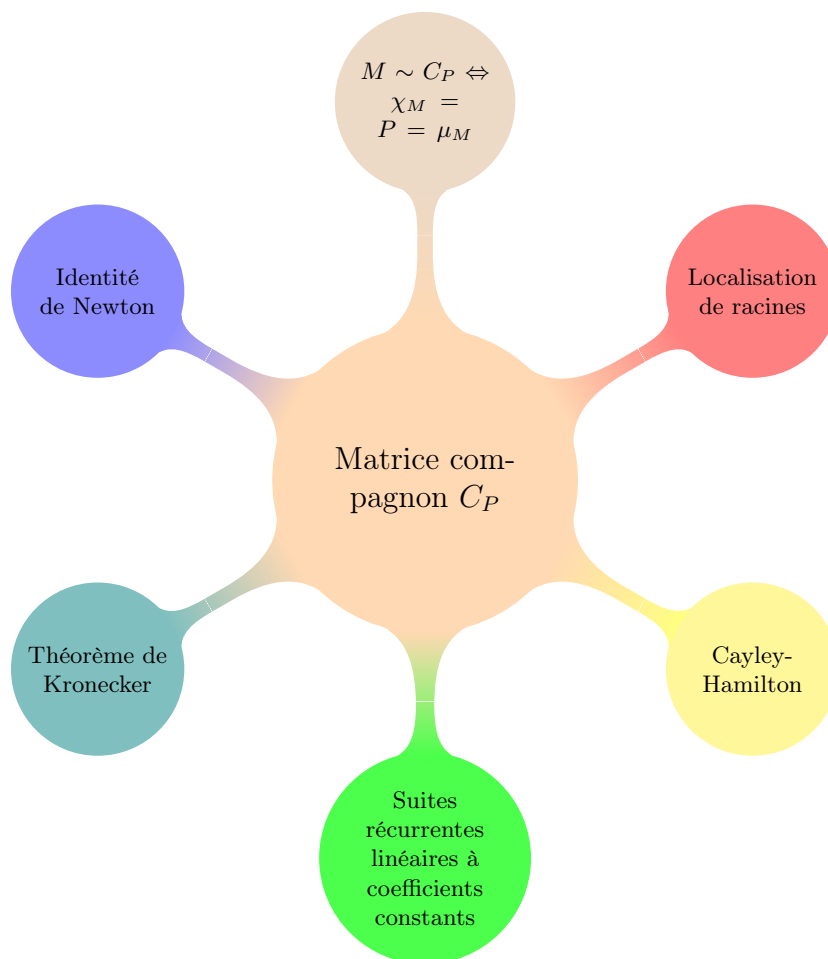 M ∼ C_P ⇔
χ_M =
P = μ_M
Identité
de Newton
Localisation
de racines
Matrice com-
pagnon C_P
Théorème de
Kronecker
Cayley-
Hamilton
Suites
récurrentes
linéaires à
coefficients
constants